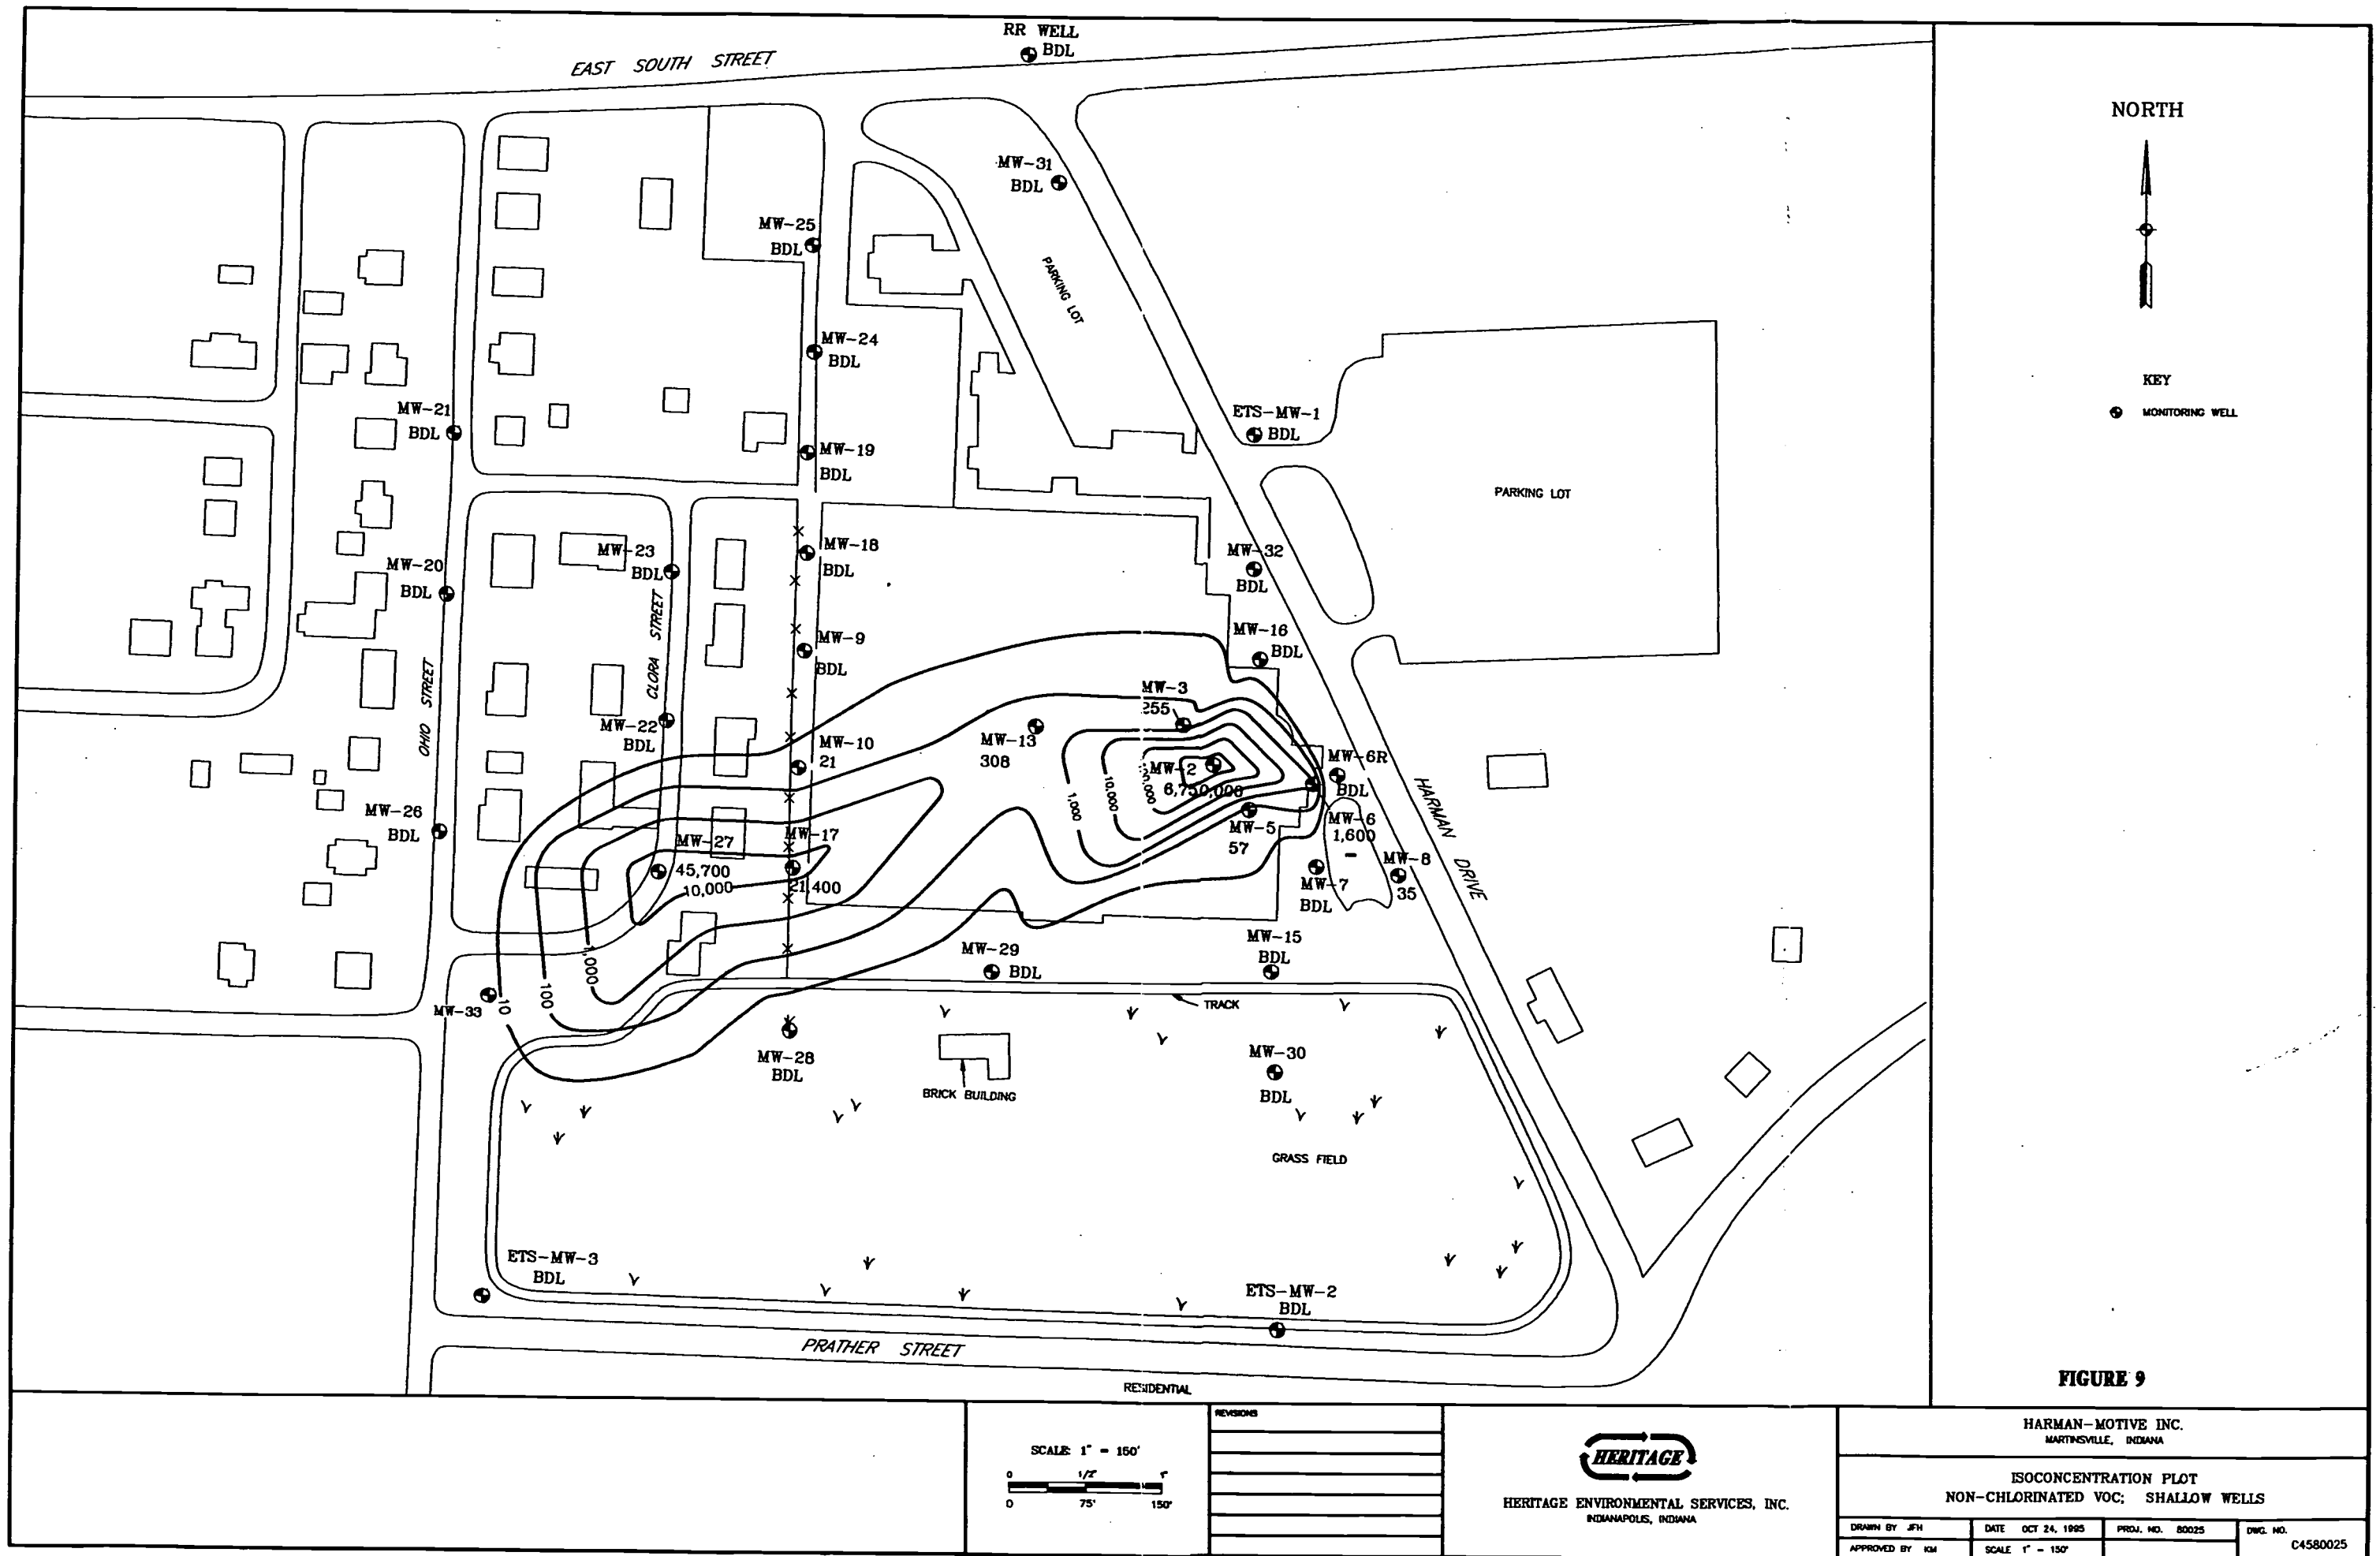 RR WELL
BDL
EAST SOUTH STREET
NORTH
MW-31
BDL
MW-25
BDL
PARKING LOT
MW-24
BDL
KEY
MONITORING WELL
MW-21
BDL
ETS-MW-1
BDL
MW-19
BDL
PARKING LOT
MW-18
BDL
MW-23
BDL
MW-32
BDL
MW-20
BDL
CLORA STREET
MW-9
BDL
MW-16
BDL
OHIO STREET
MW-3
255
MW-22
BDL
MW-10
21
MW-13
308
MW-6R
BDL
MW-2
6,750,000
1,000
10,000
HARMAN DRIVE
MW-26
BDL
MW-5
57
MW-6
1,600
MW-27
45,700
10,000
MW-17
21,400
MW-8
35
MW-7
BDL
MW-15
BDL
MW-29
BDL
1,000
100
10
MW-33
TRACK
MW-28
BDL
MW-30
BDL
BRICK BUILDING
GRASS FIELD
ETS-MW-3
BDL
ETS-MW-2
BDL
PRATHER STREET
RESIDENTIAL
FIGURE 9
SCALE: 1" = 150'
0 1/2" 1"
0 75' 150'
REVISIONS
HERITAGE
HERITAGE ENVIRONMENTAL SERVICES, INC.
INDIANAPOLIS, INDIANA
HARMAN-MOTIVE INC.
MARTINSVILLE, INDIANA
ISOCONCENTRATION PLOT
NON-CHLORINATED VOC; SHALLOW WELLS
DRAWN BY JFH
DATE OCT 24, 1995
PROJ. NO. 80025
DWG. NO.
C4580025
APPROVED BY KM
SCALE 1" = 150'